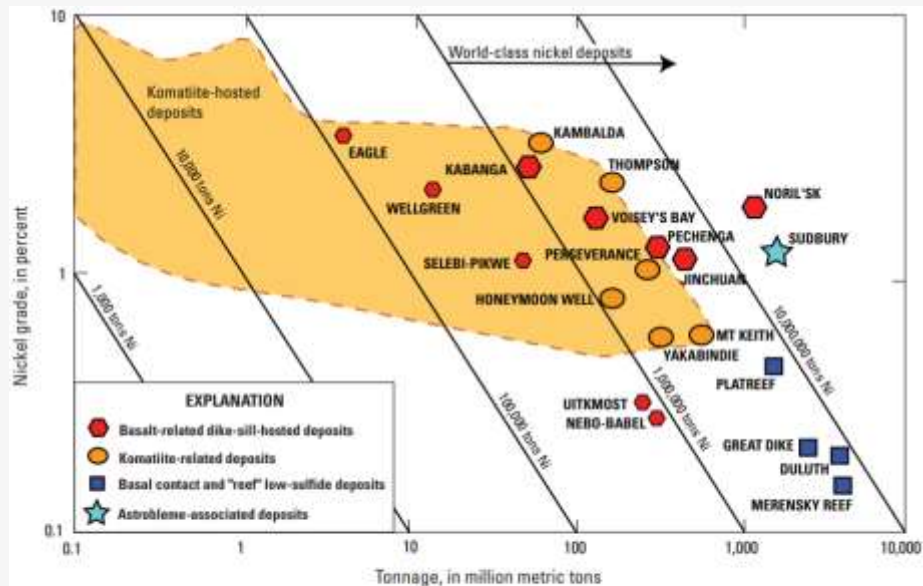 10
World-class nickel deposits
Komatiite-hosted
deposits
KAMBALDA
EAGLE
THOMPSON
KABANGA
10,000 tons Ni
WELLGREEN
NORIL'SK
VOISEY'S BAY
PECHENGA
SUDBURY
PERSEVERANCE
SELEBI-PIKWE
1
JINCHUAN
HONEYMOON WELL
1,000 tons Ni
10,000,000 tons Ni
MT KEITH
YAKABINDIE
PLATREEF
1,000,000 tons Ni
100,000 tons Ni
UITKMOST
NEBO-BABEL
GREAT DIKE
DULUTH
MERENSKY REEF
EXPLANATION
Basalt-related dike-sill-hosted deposits
Komatiite-related deposits
Basal contact and "reef" low-sulfide deposits
Astrobleme-associated deposits
Nickel grade, in percent
0.1
0.1
1
10
100
1,000
10,000
Tonnage, in million metric tons